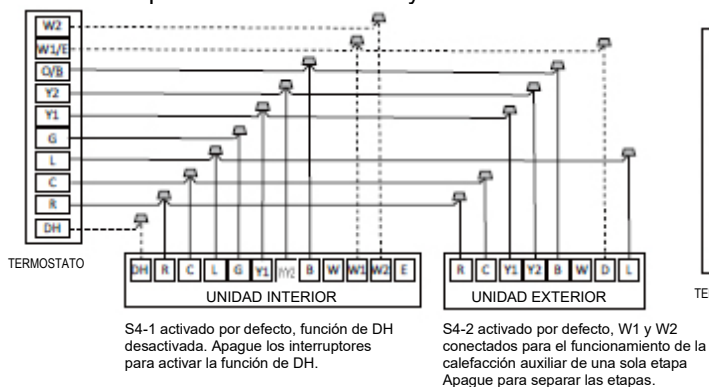 W2
W1/E
O/B
Y2
Y1
G
L
C
R
DH
TERMOSTATO
DH R C L G Y1 Y2 B W W1 W2 E
UNIDAD INTERIOR
R C Y1 Y2 B W D L
UNIDAD EXTERIOR
S4-1 activado por defecto, función de DH
desactivada. Apague los interruptores
para activar la función de DH.
S4-2 activado por defecto, W1 y W2
conectados para el funcionamiento de la
calefacción auxiliar de una sola etapa
Apague para separar las etapas.
TE